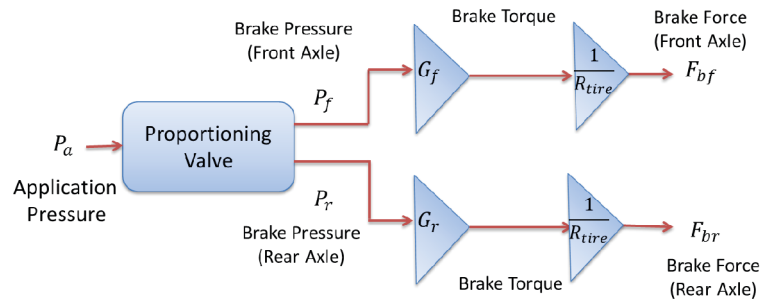 Brake Pressure
(Front Axle)
Brake Torque
Brake Force
(Front Axle)
P_f
G_f
1
R_tire
F_bf
P_a
Proportioning
Valve
Application
Pressure
P_r
Brake Pressure
(Rear Axle)
G_r
Brake Torque
1
R_tire
F_br
Brake Force
(Rear Axle)